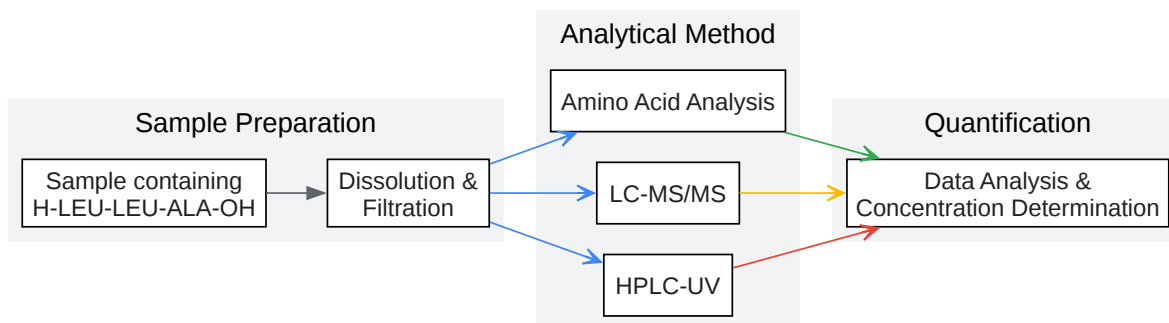 Sample Preparation
Sample containing
H-LEU-LEU-ALA-OH
Dissolution &
Filtration
Analytical Method
Amino Acid Analysis
LC-MS/MS
HPLC-UV
Quantification
Data Analysis &
Concentration Determination